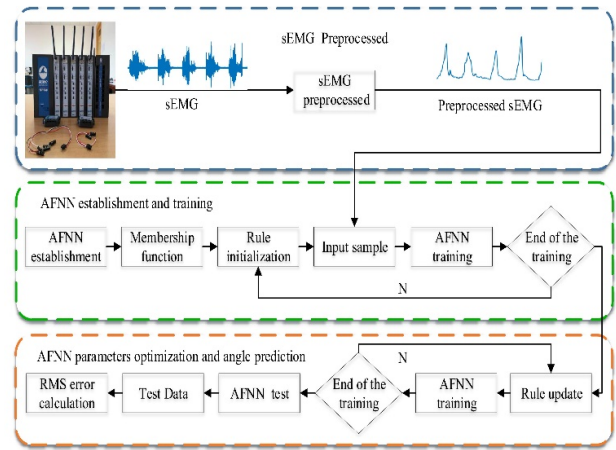 sEMG Preprocessed
sEMG
sEMG
preprocessed
Preprocessed sEMG
AFNN establishment and training
AFNN
establishment
Membership
function
Rule
initialization
Input sample
AFNN
training
End of the
training
N
AFNN parameters optimization and angle prediction
N
RMS error
calculation
Test Data
AFNN test
End of the
training
AFNN
training
Rule update